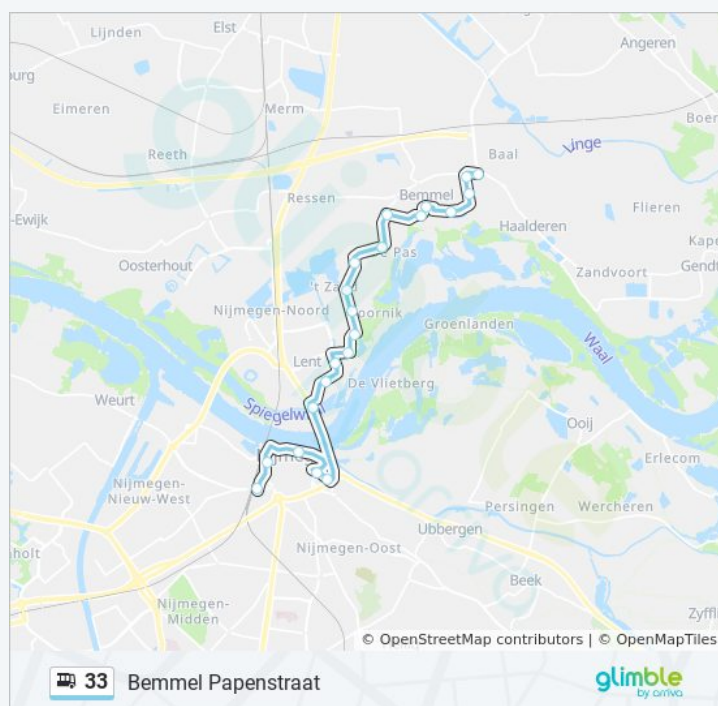 Lijnden
Elst
Angeren
Eimeren
Merm
Reeth
Linge
Baal
Ressen
Bemmel
-Ewijk
Flieren
Haalderen
Oosterhout
Zandvoort
't Zand
Nijmegen-Noord
Groenlanden
Waal
Lent
De Vlietberg
Weurt
Spiegelwaal
Ooij
Erlecom
Nijmegen-
Nieuw-West
Persingen
Wercheren
Ubbergen
Nijmegen-Oost
Beek
Nijmegen-
Midden
© OpenStreetMap contributors | © OpenMapTiles
33 Bemmel Papenstraat
glimble
by arriva